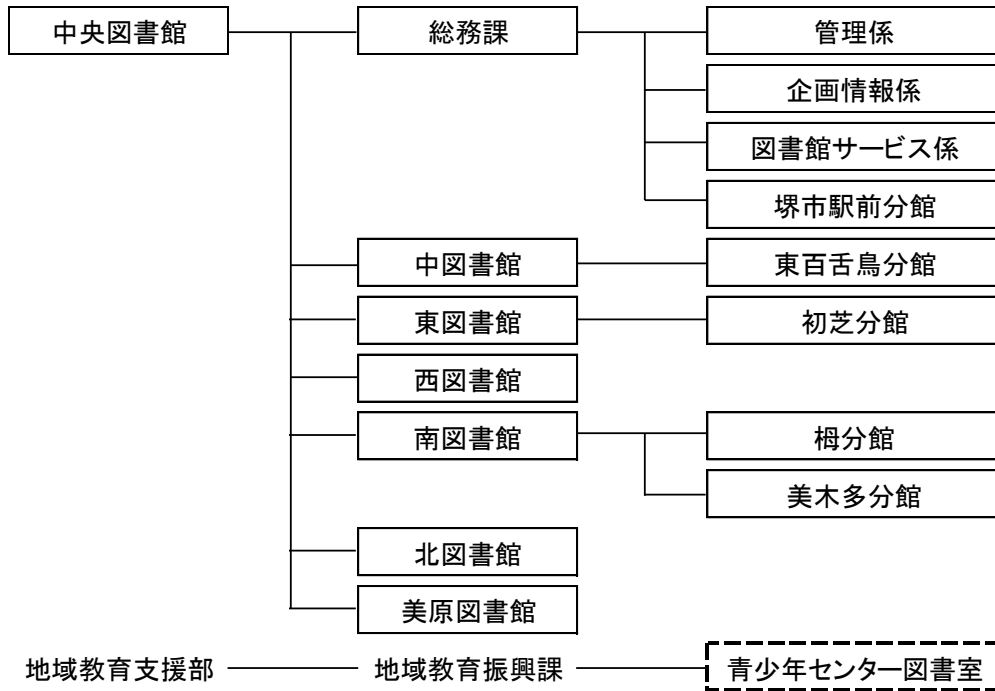 中央図書館 総務課 管理係
企画情報係
図書館サービス係
堺市駅前分館
中図書館 東百舌鳥分館
東図書館 初芝分館
西図書館
南図書館 栂分館
美木多分館
北図書館
美原図書館
地域教育支援部 地域教育振興課 青少年センター図書室